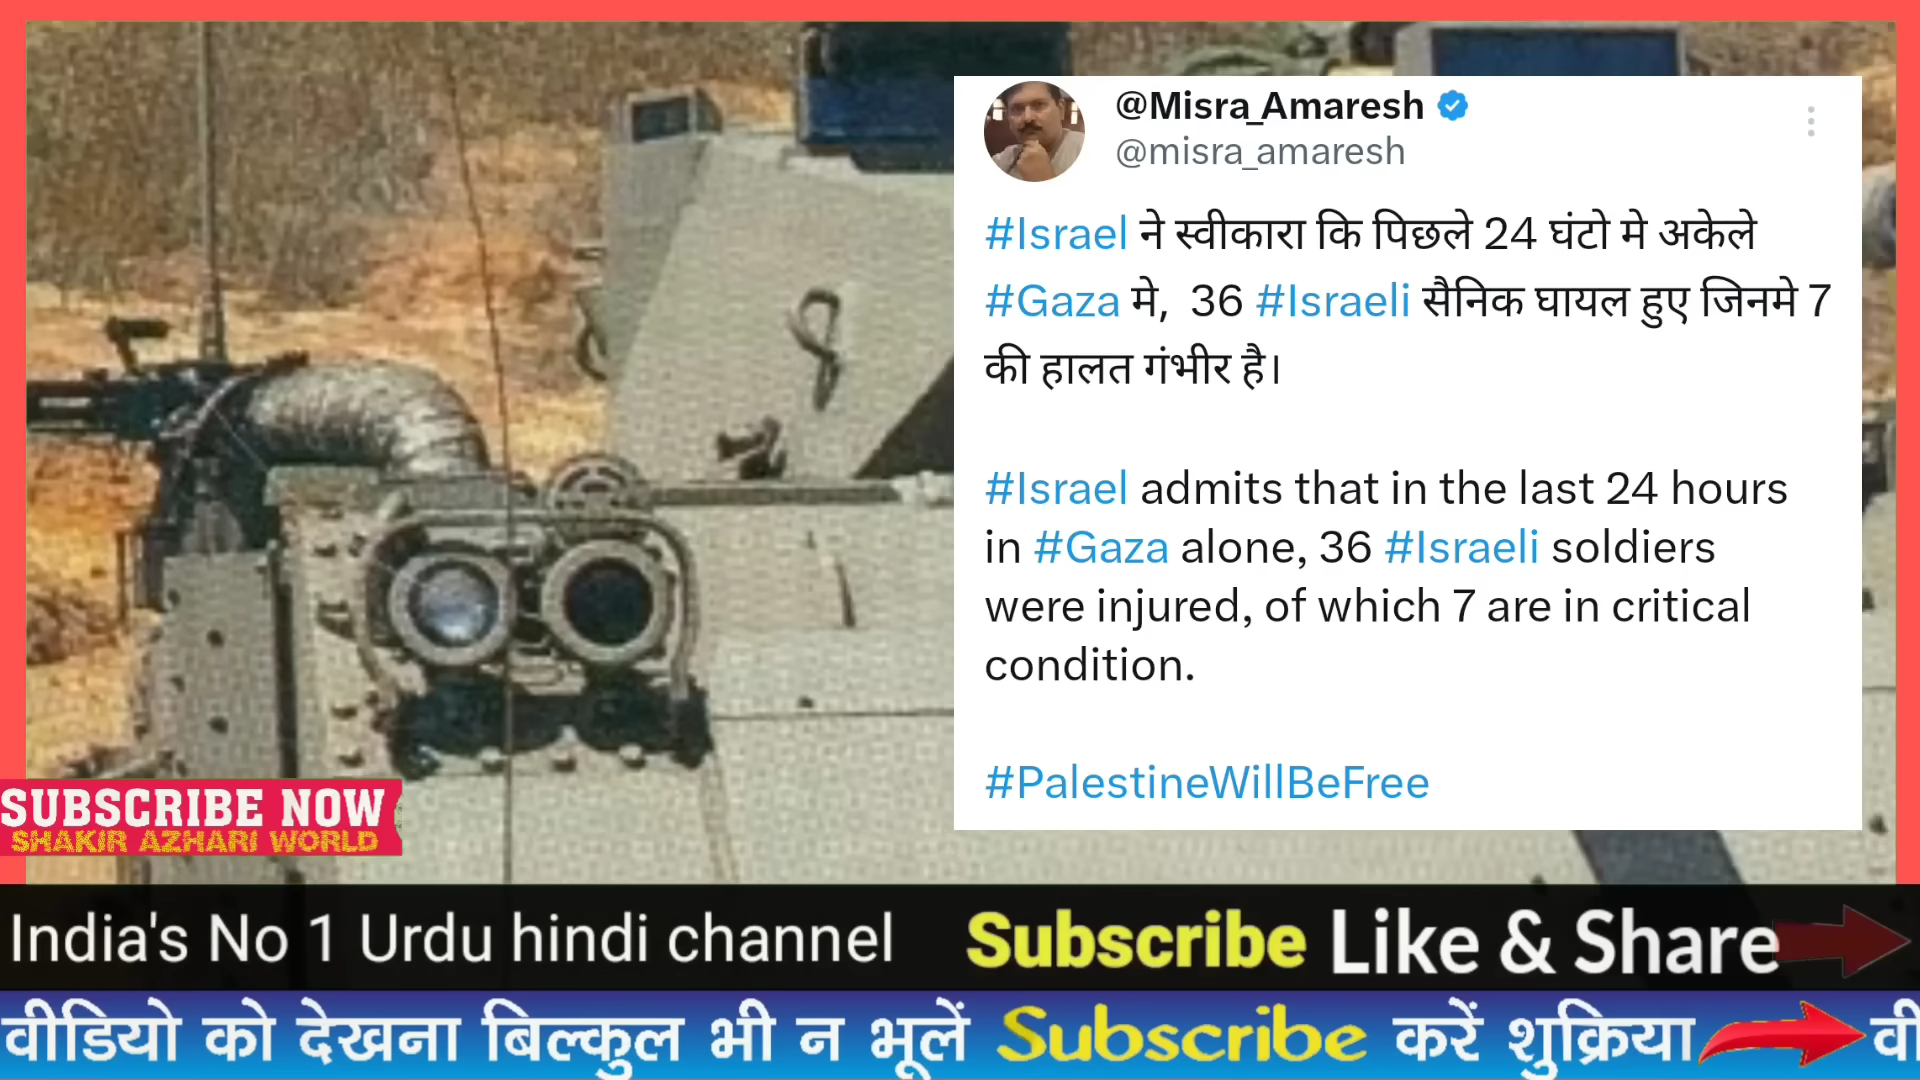 @Misra_Amaresh
@misra_amaresh
#Israel ने स्वीकारा कि पिछले 24 घंटो मे अकेले
#Gaza मे, 36 #Israeli सैनिक घायल हुए जिनमे 7
की हालत गंभीर है।
#Israel admits that in the last 24 hours
in #Gaza alone, 36 #Israeli soldiers
were injured, of which 7 are in critical
condition.
#PalestineWillBeFree
SUBSCRIBE NOW
SHAKIR AZHARI WORLD
India's No 1 Urdu hindi channel Subscribe Like & Share
वीडियो को देखना बिल्कुल भी न भूलें Subscribe करें शुक्रिया वी